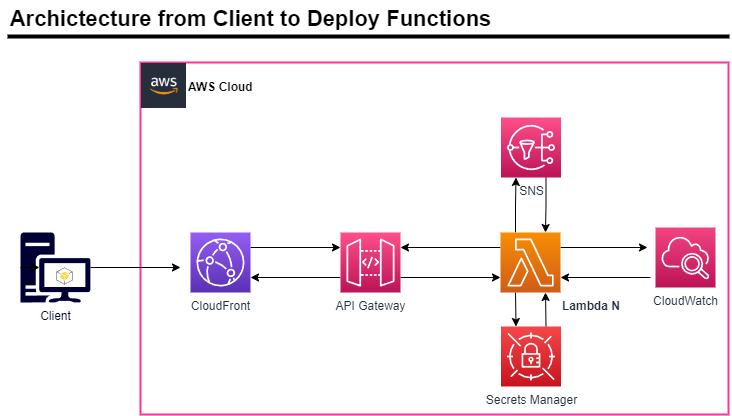 Archictecture from Client to Deploy Functions
aws
AWS Cloud
SNS
Client
CloudFront
API Gateway
Lambda N
CloudWatch
Secrets Manager